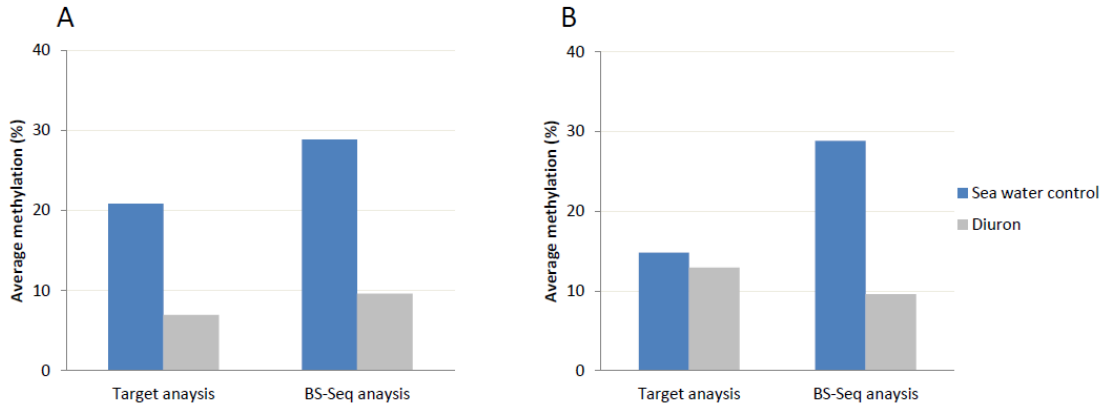 A
Average methylation (%)
40
30
20
10
0
Target anaysis
BS-Seq anaysis
B
Average methylation (%)
40
30
20
10
0
Target anaysis
BS-Seq anaysis
Sea water control
Diuron